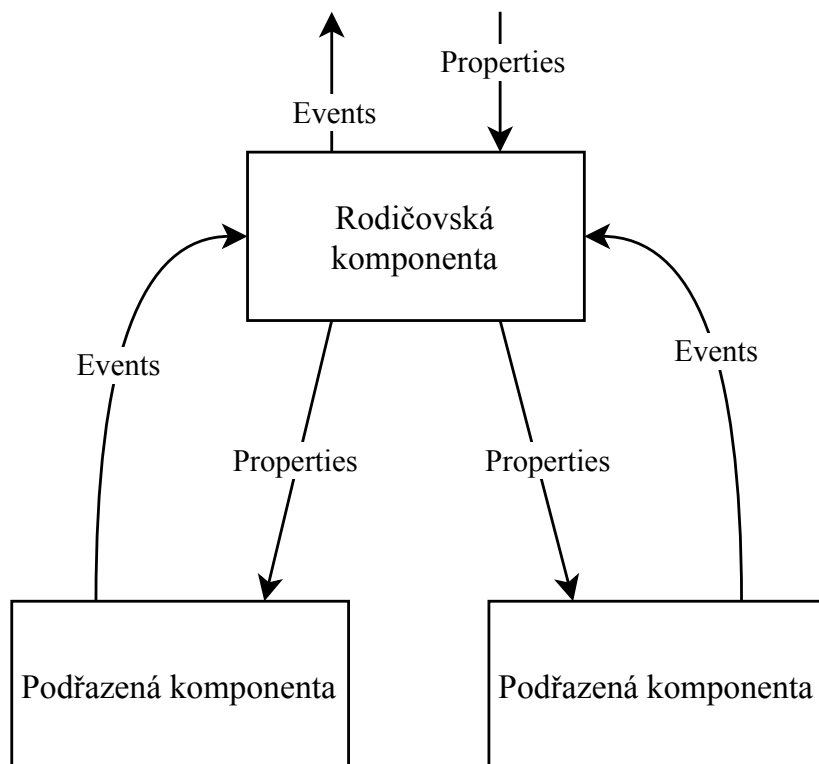 Properties
Events
Rodičovská
komponenta
Events
Events
Properties
Properties
Podřazená komponenta
Podřazená komponenta